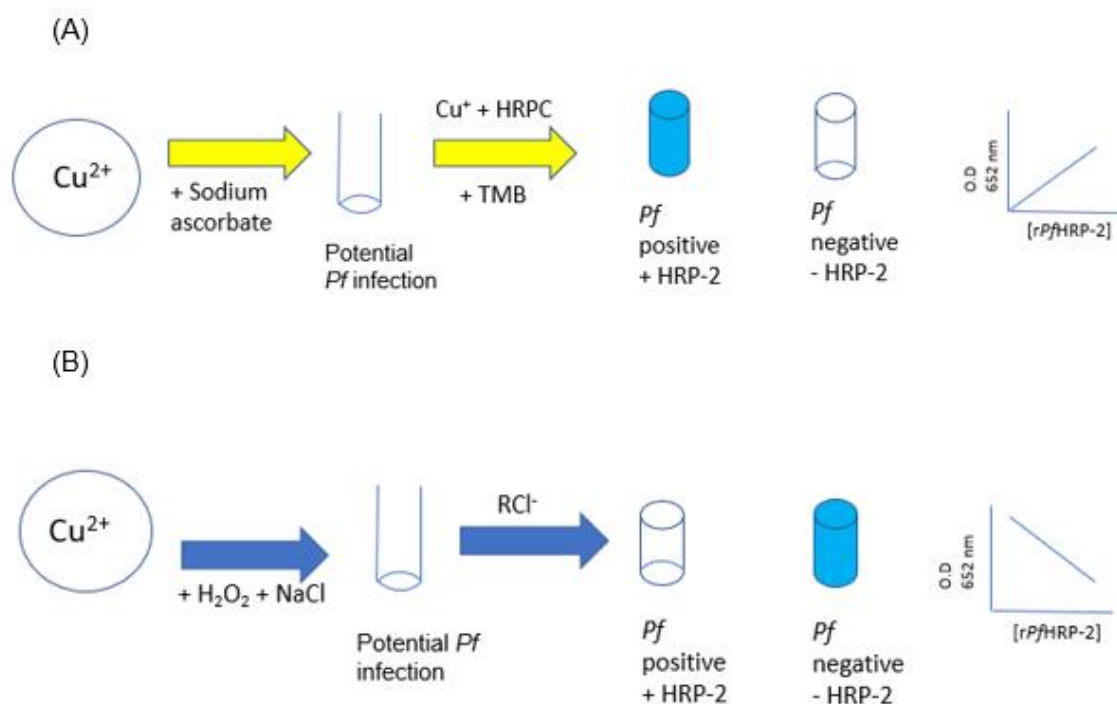 (A)
Cu²⁺
+ Sodium
ascorbate
Potential
Pf infection
Cu⁺ + HRPC
+ TMB
Pf
positive
+ HRP-2
Pf
negative
- HRP-2
O.D
652 nm
[rPfHRP-2]
(B)
Cu²⁺
+ H₂O₂ + NaCl
Potential Pf
infection
RCl⁻
Pf
positive
+ HRP-2
Pf
negative
- HRP-2
O.D
652 nm
[rPfHRP-2]